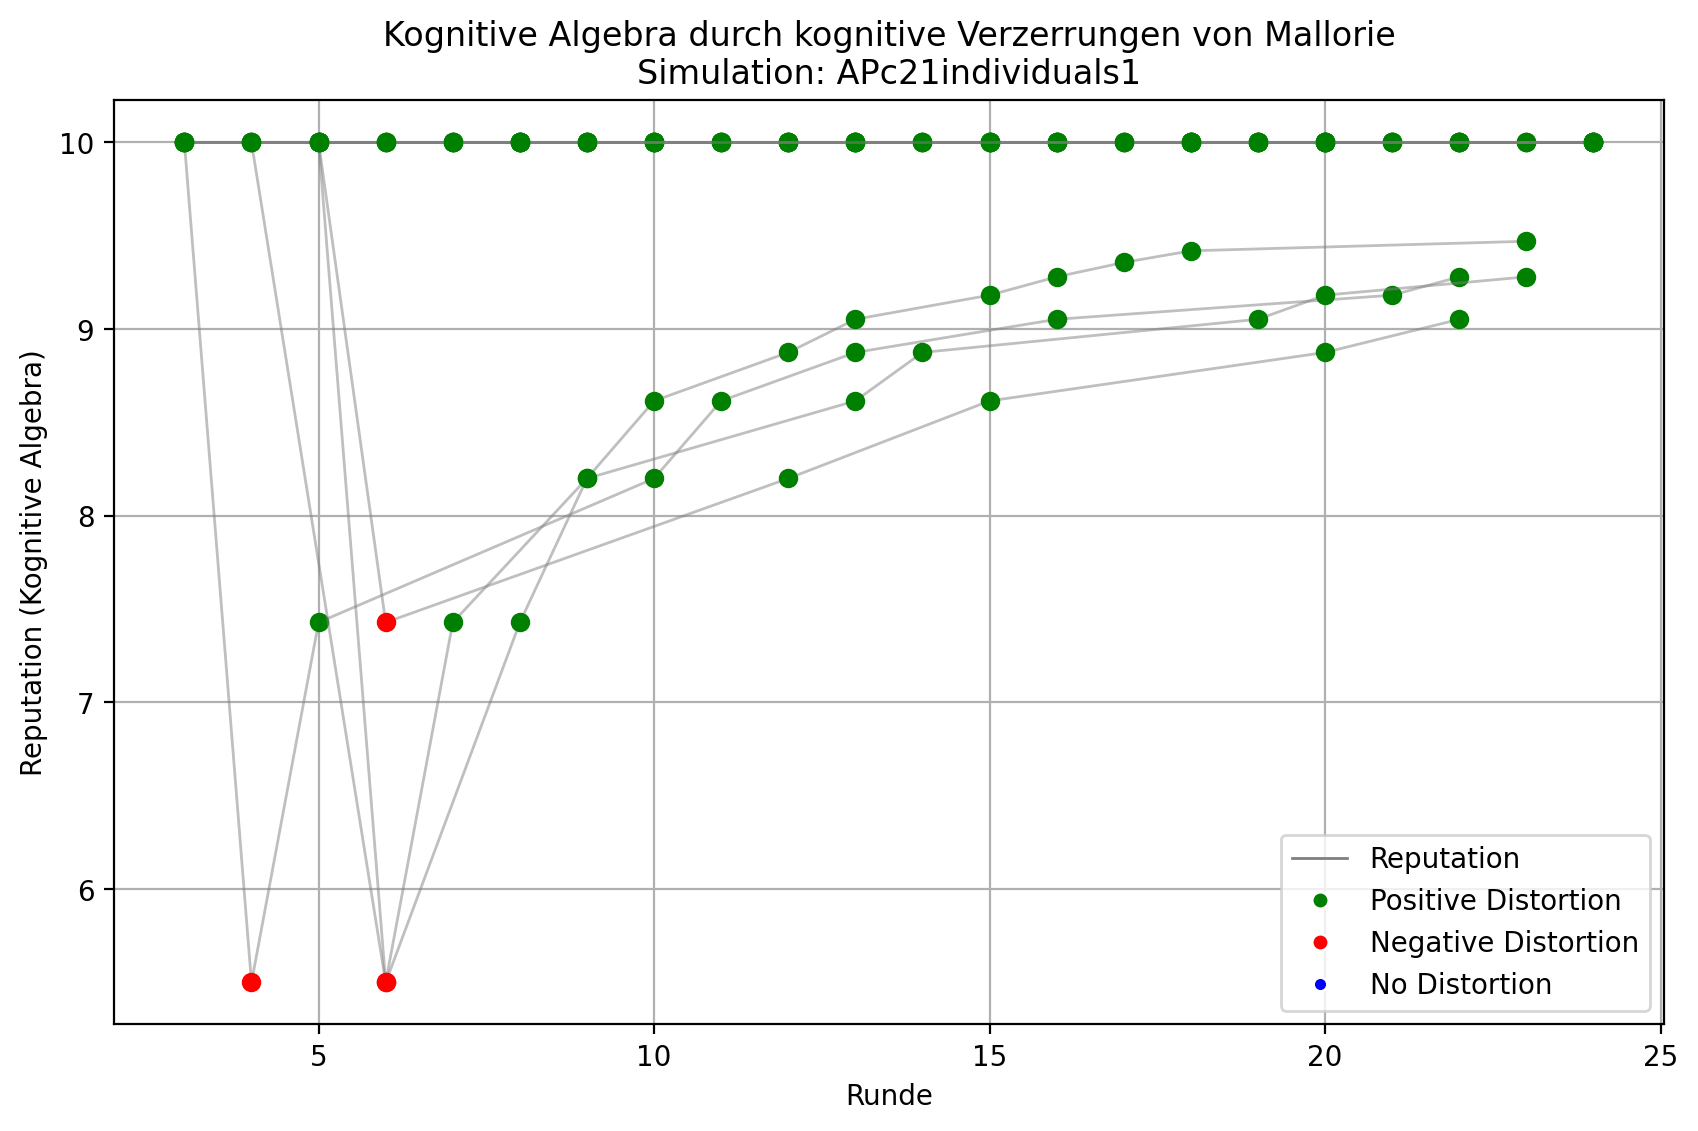 Kognitive Algebra durch kognitive Verzerrungen von Mallorie
Simulation: APc21individuals1
Reputation (Kognitive Algebra)
10
9
8
7
6
5
10
15
20
25
Runde
Reputation
Positive Distortion
Negative Distortion
No Distortion